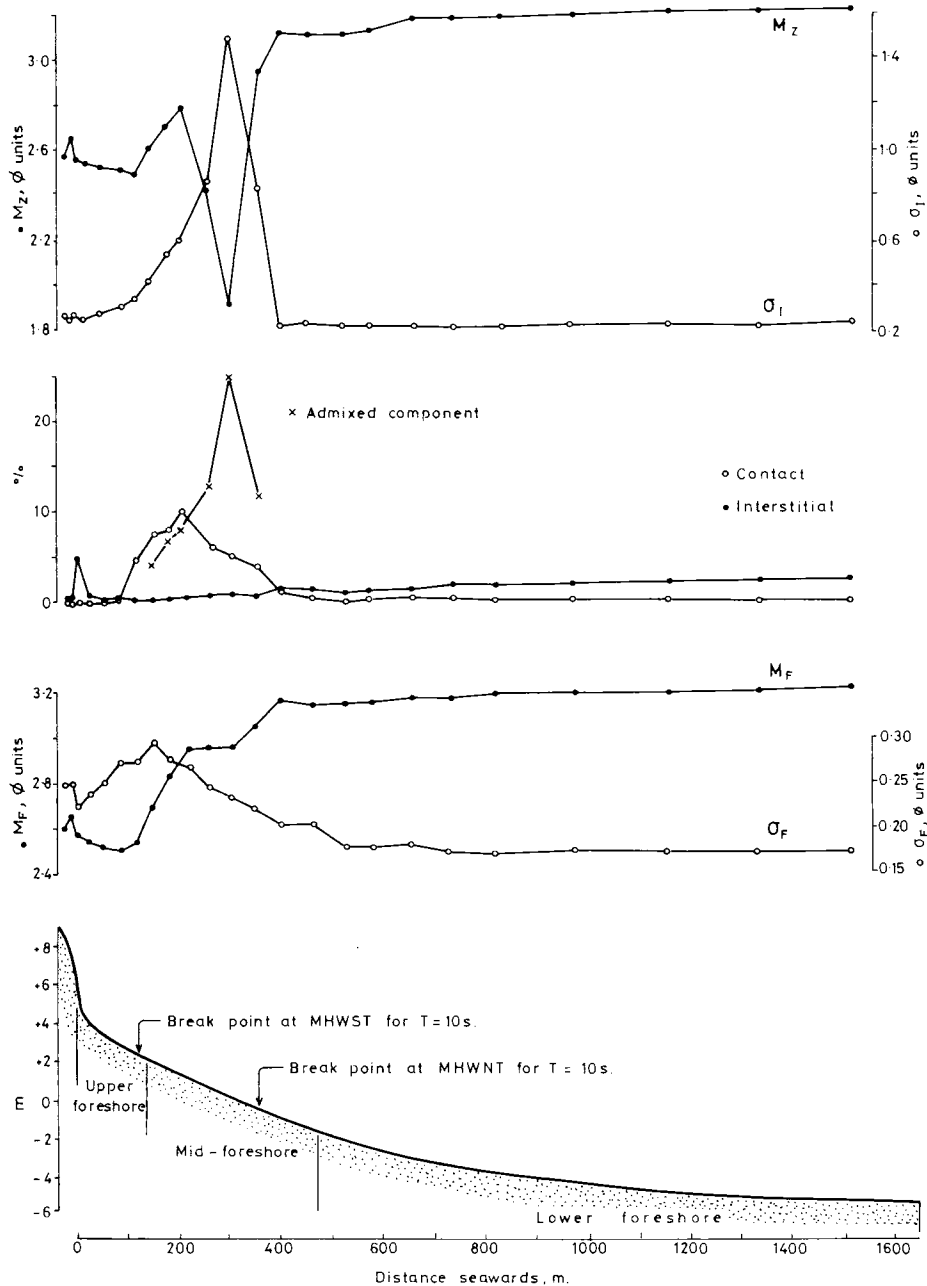 M_Z
3.0
2.6
2.2
1.8
• M_Z, Ø units
1.4
1.0
0.6
0.2
○ σ_I, Ø units
σ_I
20
10
0
%
× Admixed component
○ Contact
• Interstitial
M_F
3.2
2.8
2.4
• M_F, Ø units
0.30
0.25
0.20
0.15
○ σ_F, Ø units
σ_F
+8
+6
+4
+2
0
-2
-4
-6
m
Break point at MHWST for T=10s.
Break point at MHWNT for T = 10s.
Upper
foreshore
Mid-foreshore
Lower foreshore
0 200 400 600 800 1000 1200 1400 1600
Distance seawards, m.